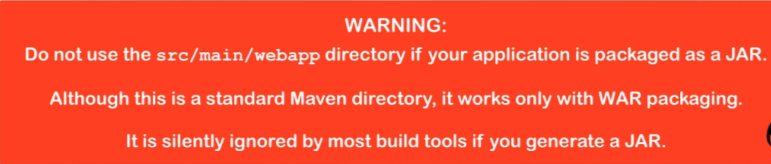 WARNING:
Do not use the src/main/webapp directory if your application is packaged as a JAR.
Although this is a standard Maven directory, it works only with WAR packaging.
It is silently ignored by most build tools if you generate a JAR.